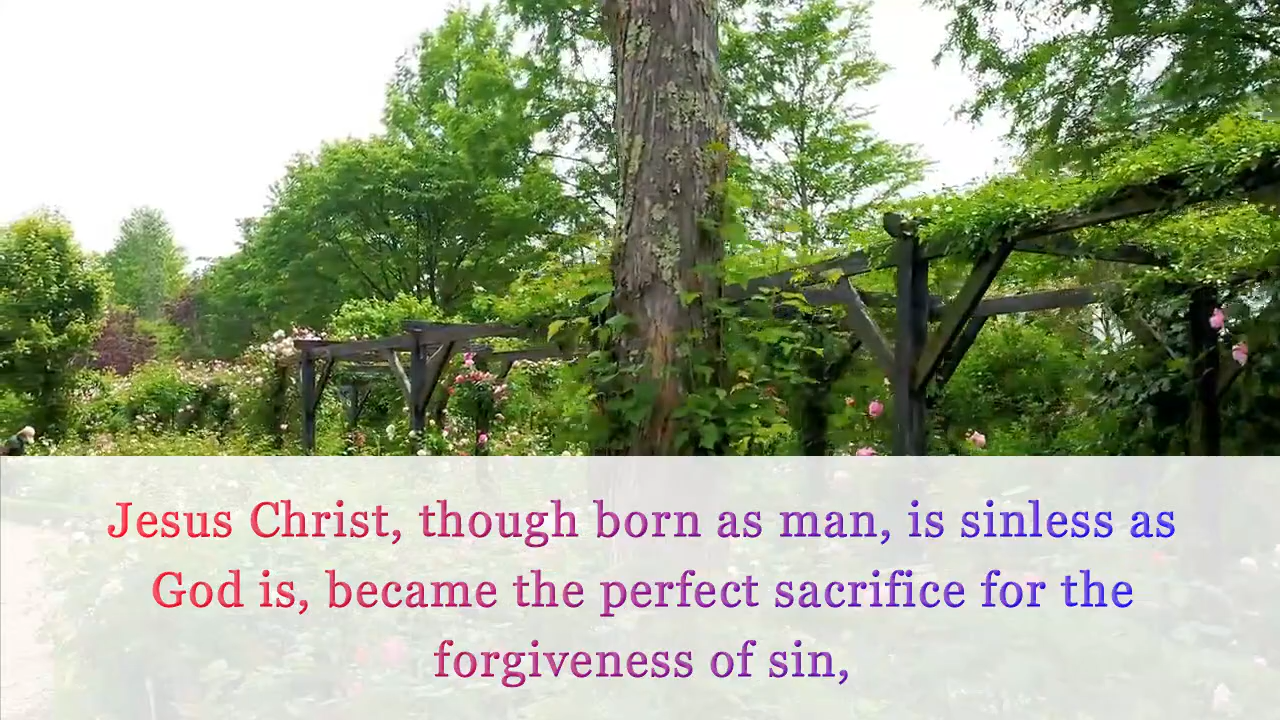 Jesus Christ, though born as man, is sinless as
God is, became the perfect sacrifice for the
forgiveness of sin,